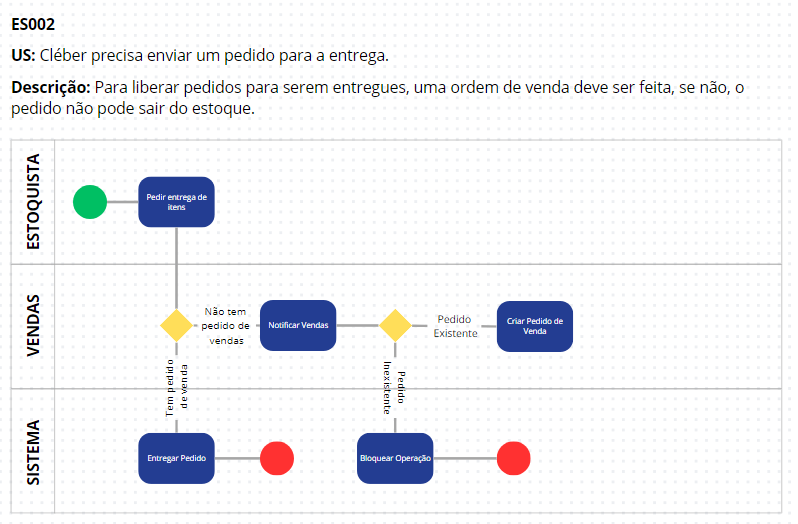 ES002
US: Cléber precisa enviar um pedido para a entrega.
Descrição: Para liberar pedidos para serem entregues, uma ordem de venda deve ser feita, se não, o
pedido não pode sair do estoque.
ESTOQUISTA
Pedir entrega de
itens
VENDAS
Não tem
pedido de
vendas
Notificar Vendas
Pedido
Existente
Criar Pedido de
Venda
Tem pedido
de venda
Pedido
Inexistente
SISTEMA
Entregar Pedido
Bloquear Operação